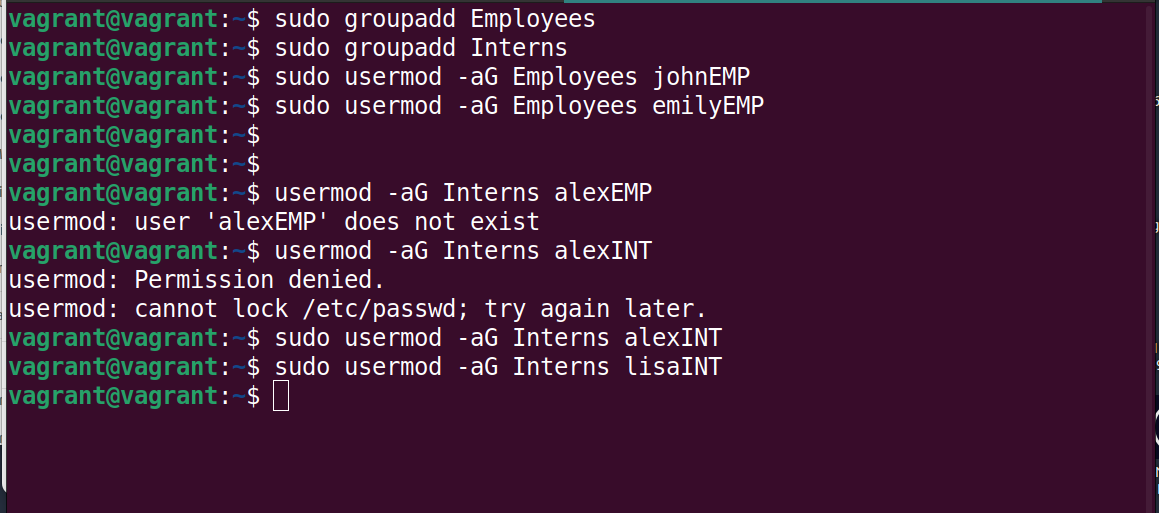 vagrant@vagrant:~$ sudo groupadd Employees
vagrant@vagrant:~$ sudo groupadd Interns
vagrant@vagrant:~$ sudo usermod -aG Employees johnEMP
vagrant@vagrant:~$ sudo usermod -aG Employees emilyEMP
vagrant@vagrant:~$
vagrant@vagrant:~$
vagrant@vagrant:~$ usermod -aG Interns alexEMP
usermod: user 'alexEMP' does not exist
vagrant@vagrant:~$ usermod -aG Interns alexINT
usermod: Permission denied.
usermod: cannot lock /etc/passwd; try again later.
vagrant@vagrant:~$ sudo usermod -aG Interns alexINT
vagrant@vagrant:~$ sudo usermod -aG Interns lisaINT
vagrant@vagrant:~$